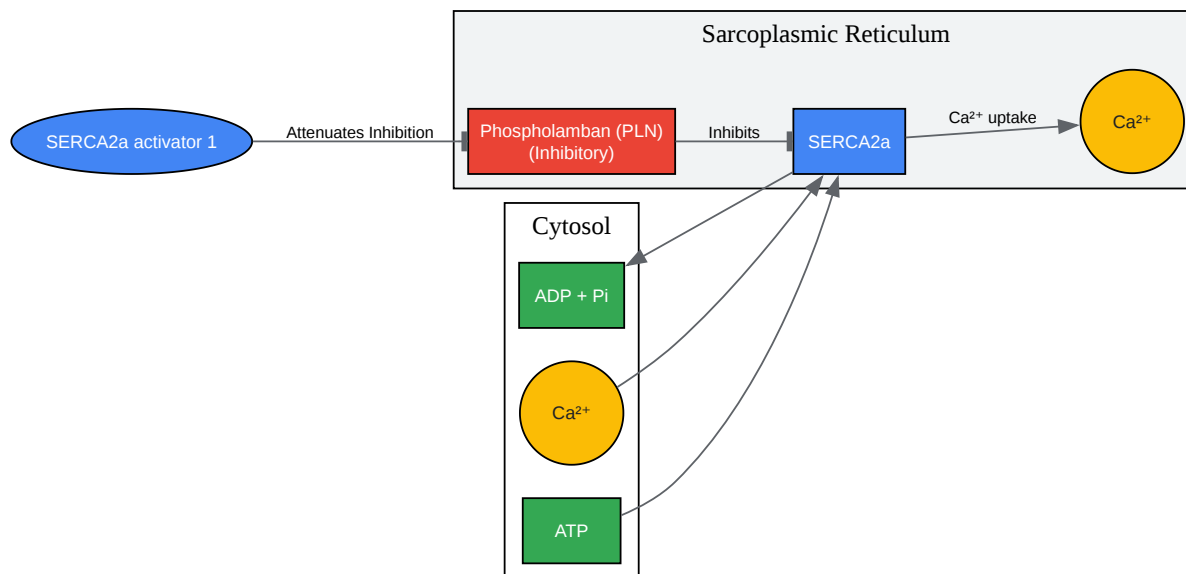 Sarcoplasmic Reticulum
SERCA2a activator 1
Attenuates Inhibition
Phospholamban (PLN)
(Inhibitory)
Inhibits
SERCA2a
Ca²⁺ uptake
Ca²⁺
Cytosol
ADP + Pi
Ca²⁺
ATP